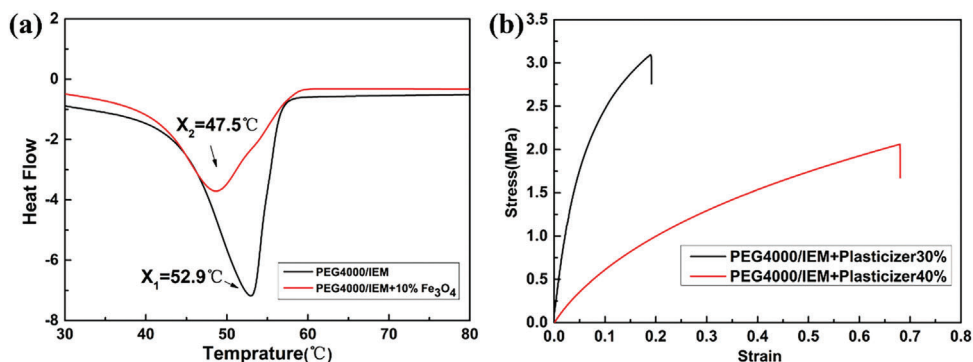 (a)
0
-2
-4
-6
-8
Heat Flow
X₂=47.5℃
X₁=52.9℃
PEG4000/IEM
PEG4000/IEM+10% Fe₃O₄
30 40 50 60 70 80
Temprature(℃)
(b)
3.5
3.0
2.5
2.0
1.5
1.0
0.5
0.0
Stress(MPa)
PEG4000/IEM+Plasticizer30%
PEG4000/IEM+Plasticizer40%
0.0 0.1 0.2 0.3 0.4 0.5 0.6 0.7 0.8
Strain